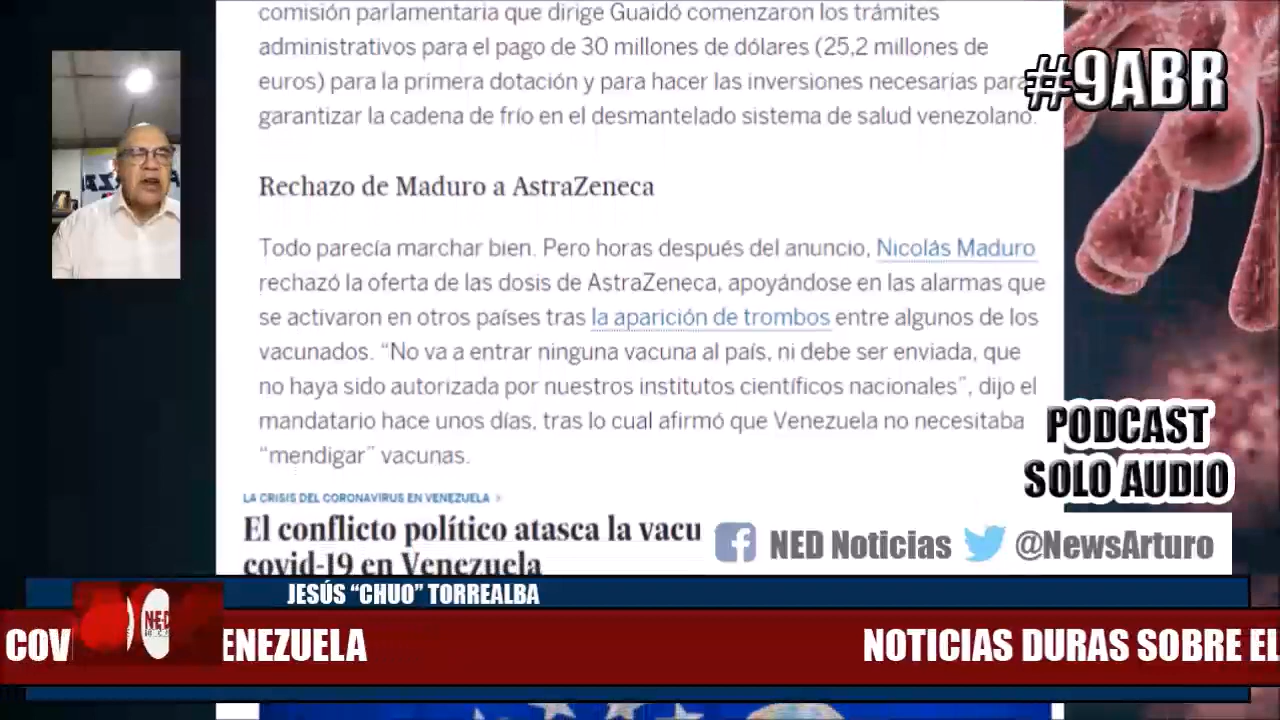 comisión parlamentaria que dirige Guaidó comenzaron los trámites
administrativos para el pago de 30 millones de dólares (25,2 millones de
euros) para la primera dotación y para hacer las inversiones necesarias para
garantizar la cadena de frío en el desmantelado sistema de salud venezolano.
#9ABR
Rechazo de Maduro a AstraZeneca
Todo parecía marchar bien. Pero horas después del anuncio, Nicolás Maduro
rechazó la oferta de las dosis de AstraZeneca, apoyándose en las alarmas que
se activaron en otros países tras la aparición de trombos entre algunos de los
vacunados. “No va a entrar ninguna vacuna al país, ni debe ser enviada, que
no haya sido autorizada por nuestros institutos científicos nacionales”, dijo el
mandatario hace unos días, tras lo cual afirmó que Venezuela no necesitaba
“mendigar” vacunas.
PODCAST
SOLO AUDIO
LA CRISIS DEL CORONAVIRUS EN VENEZUELA >
El conflicto político atasca la vacu
covid-19 en Venezuela
NED Noticias @NewsArturo
JESÚS “CHUO” TORREALBA
NED
COV ENEZUELA NOTICIAS DURAS SOBRE EL